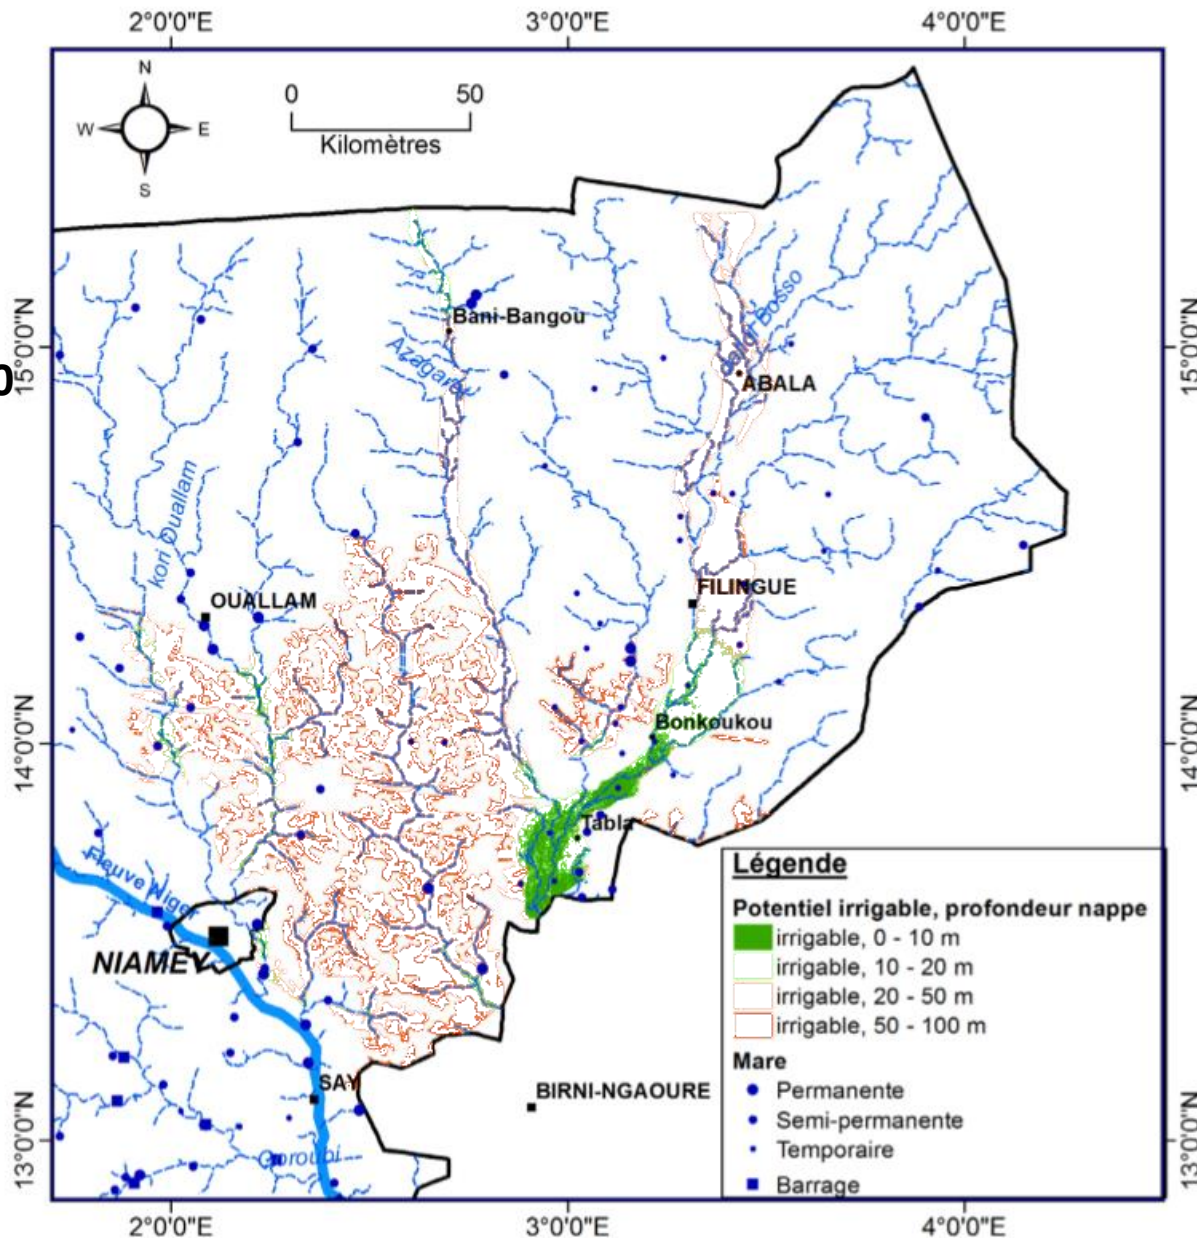 2°0'0"E 3°0'0"E 4°0'0"E
N
W E
S
0 50
Kilomètres
15°0'0"N
15°0'0"N
0
Bani-Bangou
Azagarou
dallol Bosso
ABALA
kori Ouallam
OUALLAM
FILINGUE
14°0'0"N
14°0'0"N
Bonkoukou
Tabla
Fleuve Niger
NIAMEY
SAY
BIRNI-NGAOURE
13°0'0"N
13°0'0"N
Goroubi
Légende
Potentiel irrigable, profondeur nappe
irrigable, 0 - 10 m
irrigable, 10 - 20 m
irrigable, 20 - 50 m
irrigable, 50 - 100 m
Mare
Permanente
Semi-permanente
Temporaire
Barrage
2°0'0"E 3°0'0"E 4°0'0"E